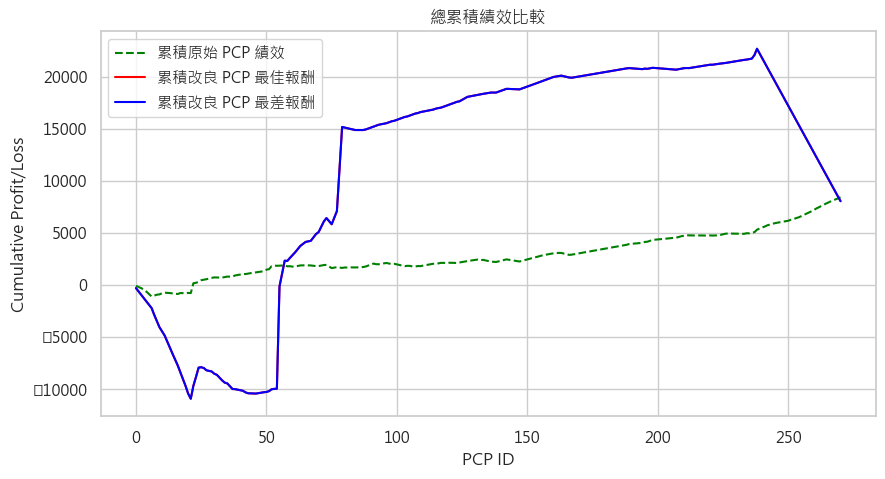 總累積績效比較
累積原始 PCP 績效
累積改良 PCP 最佳報酬
累積改良 PCP 最差報酬
Cumulative Profit/Loss
20000
15000
10000
5000
0
□5000
□10000
0 50 100 150 200 250
PCP ID